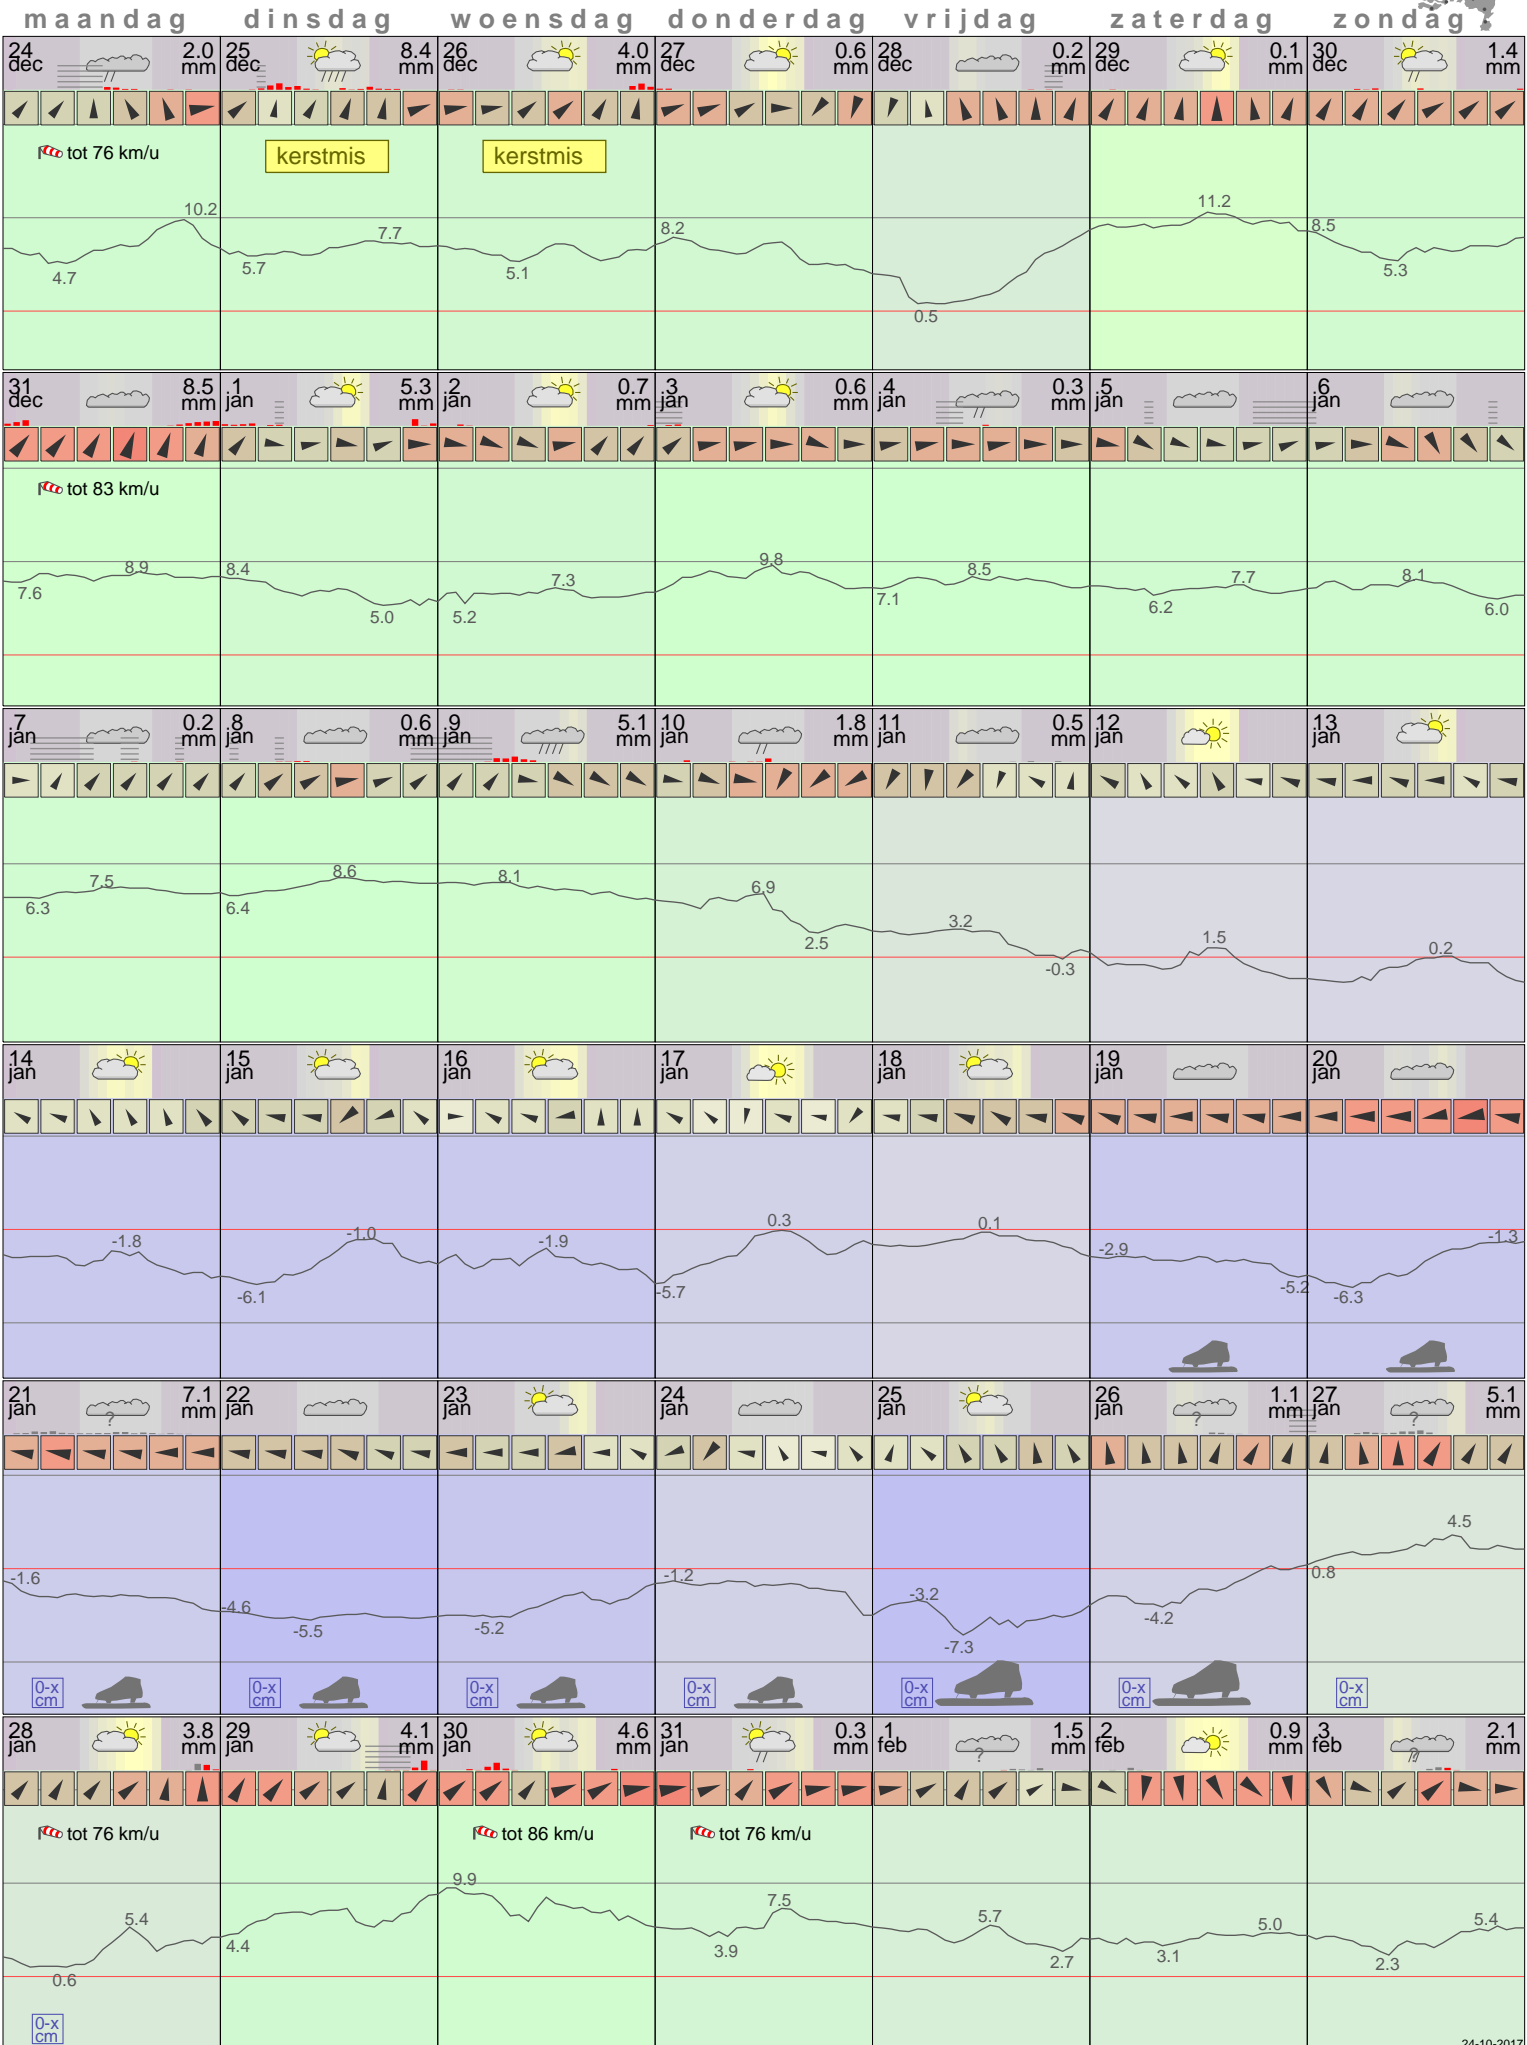 maandag dinsdag woensdag donderdag vrijdag zaterdag zondag
24 dec 2.0 mm 25 dec 8.4 mm 26 dec 4.0 mm 27 dec 0.6 mm 28 dec 0.2 mm 29 dec 0.1 mm 30 dec 1.4 mm
tot 76 km/u kerstmis kerstmis
10.2 4.7 5.7 7.7 5.1 8.2 0.5 11.2 8.5 5.3
31 dec 8.5 mm 1 jan 5.3 mm 2 jan 0.7 mm 3 jan 0.6 mm 4 jan 0.3 mm 5 jan 6 jan
tot 83 km/u
7.6 8.9 8.4 5.0 5.2 7.3 9.8 7.1 8.5 6.2 7.7 8.1 6.0
7 jan 0.2 mm 8 jan 0.6 mm 9 jan 5.1 mm 10 jan 1.8 mm 11 jan 0.5 mm 12 jan 13 jan
6.3 7.5 6.4 8.6 8.1 6.9 2.5 3.2 -0.3 1.5 0.2
14 jan 15 jan 16 jan 17 jan 18 jan 19 jan 20 jan
-1.8 -6.1 -1.0 -1.9 -5.7 0.3 0.1 -2.9 -5.2 -6.3 -1.3
21 jan ? 7.1 mm 22 jan 23 jan 24 jan 25 jan 26 jan ? 1.1 mm 27 jan ? 5.1 mm
-1.6 -4.6 -5.5 -5.2 -1.2 -3.2 -7.3 -4.2 0.8 4.5
0-x cm 0-x cm 0-x cm 0-x cm 0-x cm 0-x cm 0-x cm
28 jan 3.8 mm 29 jan 4.1 mm 30 jan 4.6 mm 31 jan 0.3 mm 1 feb ? 1.5 mm 2 feb 0.9 mm 3 feb ? 2.1 mm
tot 76 km/u tot 86 km/u tot 76 km/u
0.6 5.4 4.4 9.9 3.9 7.5 5.7 2.7 3.1 5.0 2.3 5.4
0-x cm
24-10-2017